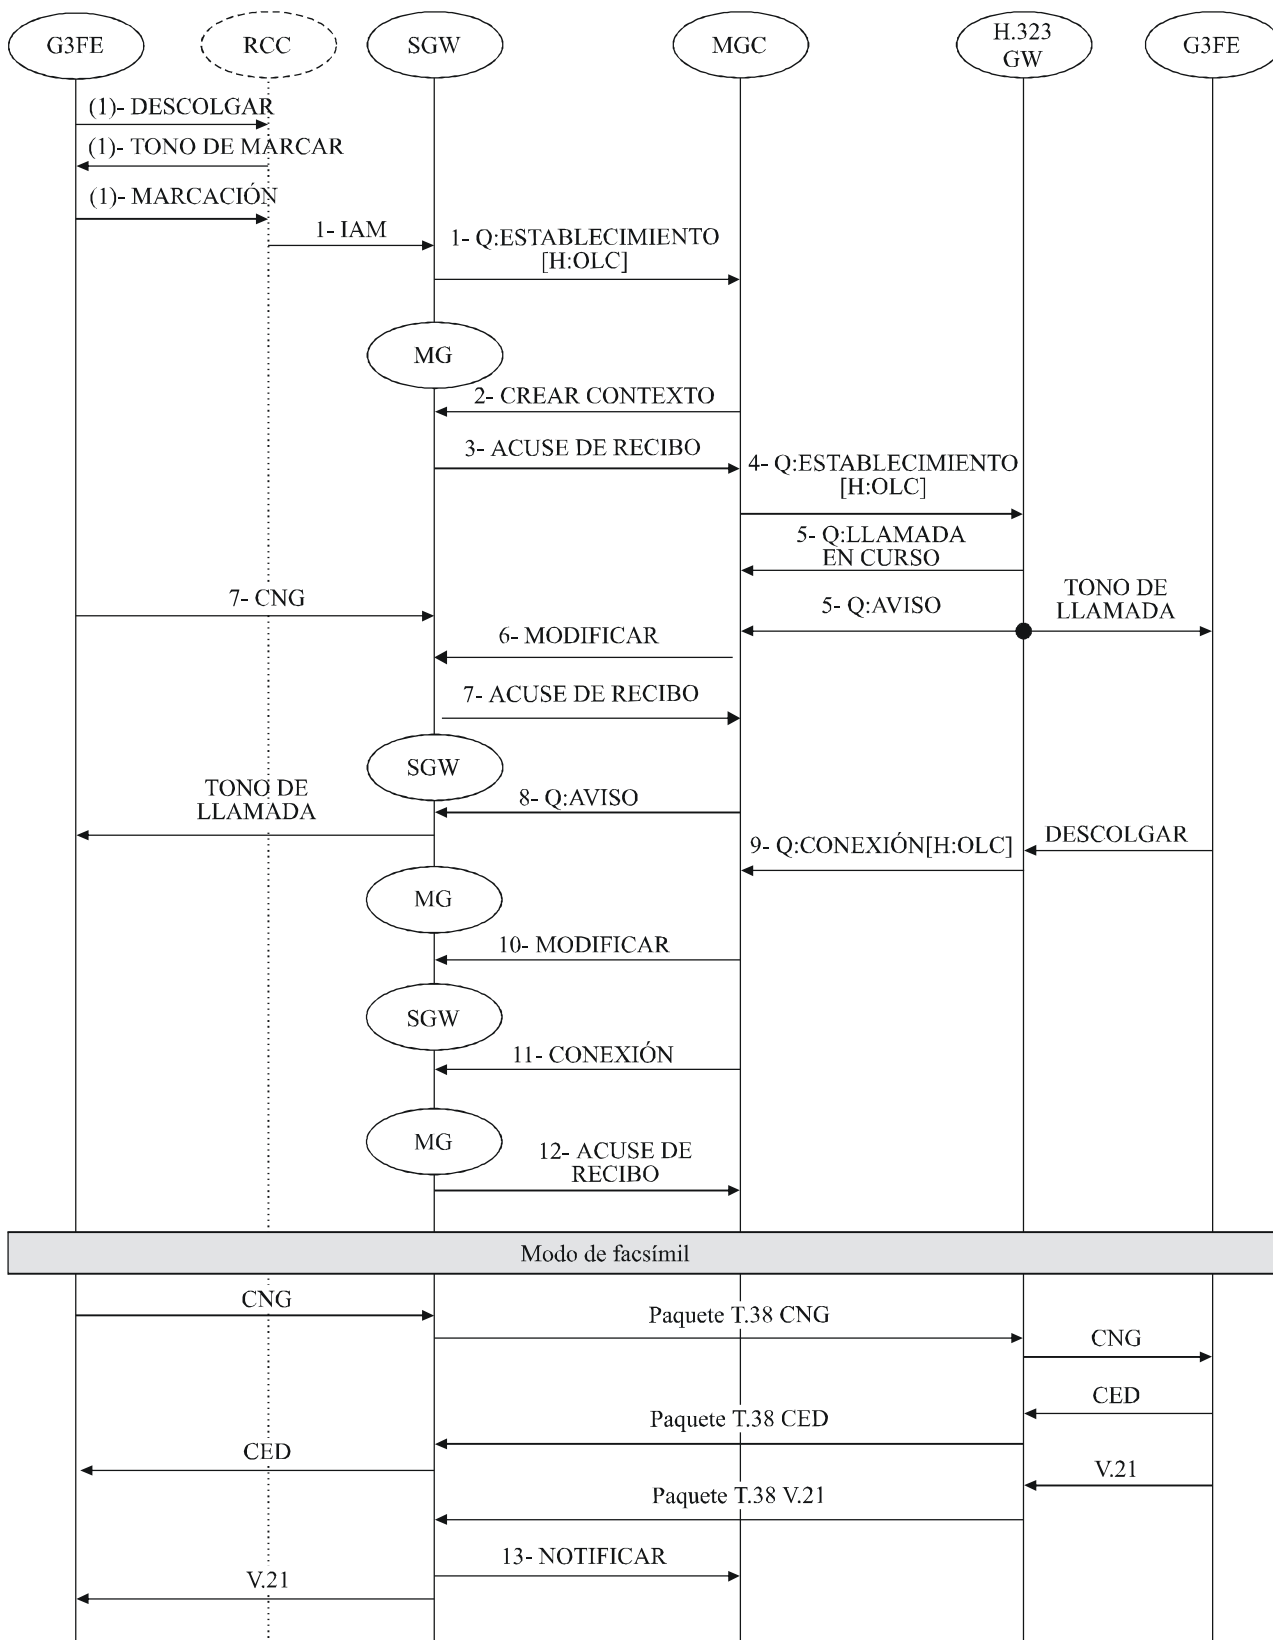 G3FE
RCC
SGW
MGC
H.323
GW
G3FE
(1)- DESCOLGAR
(1)- TONO DE MARCAR
(1)- MARCACIÓN
1- IAM
1- Q:ESTABLECIMIENTO
[H:OLC]
MG
2- CREAR CONTEXTO
3- ACUSE DE RECIBO
4- Q:ESTABLECIMIENTO
[H:OLC]
5- Q:LLAMADA
EN CURSO
7- CNG
5- Q:AVISO
TONO DE
LLAMADA
6- MODIFICAR
7- ACUSE DE RECIBO
SGW
TONO DE
LLAMADA
8- Q:AVISO
DESCOLGAR
9- Q:CONEXIÓN[H:OLC]
MG
10- MODIFICAR
SGW
11- CONEXIÓN
MG
12- ACUSE DE
RECIBO
Modo de facsímil
CNG
Paquete T.38 CNG
CNG
CED
Paquete T.38 CED
CED
V.21
Paquete T.38 V.21
13- NOTIFICAR
V.21